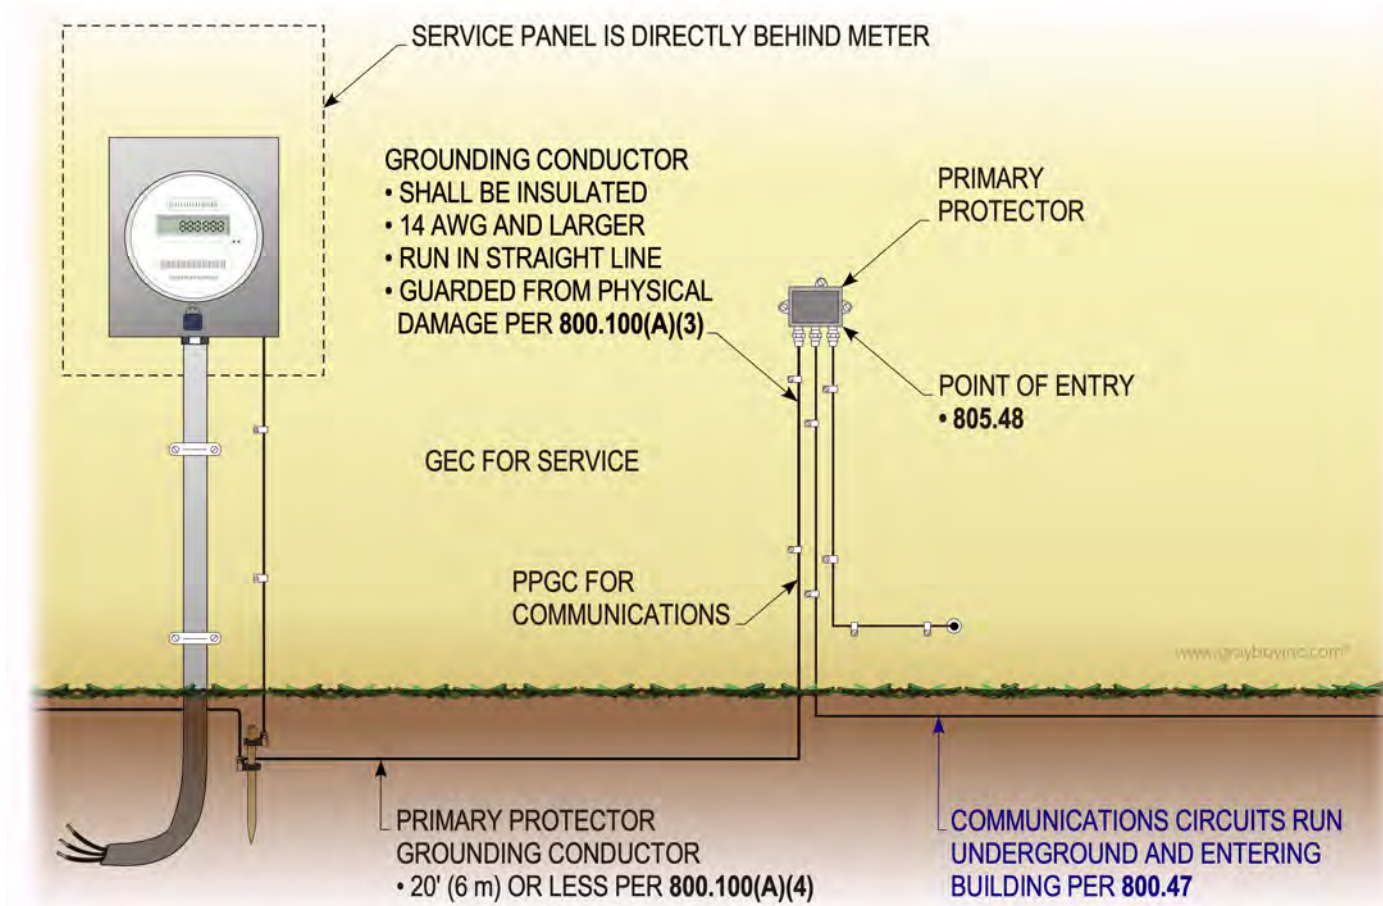 SERVICE PANEL IS DIRECTLY BEHIND METER
GROUNDING CONDUCTOR
• SHALL BE INSULATED
• 14 AWG AND LARGER
• RUN IN STRAIGHT LINE
• GUARDED FROM PHYSICAL
DAMAGE PER 800.100(A)(3)
PRIMARY
PROTECTOR
888888
POINT OF ENTRY
• 805.48
GEC FOR SERVICE
PPGC FOR
COMMUNICATIONS
PRIMARY PROTECTOR
GROUNDING CONDUCTOR
• 20' (6 m) OR LESS PER 800.100(A)(4)
COMMUNICATIONS CIRCUITS RUN
UNDERGROUND AND ENTERING
BUILDING PER 800.47